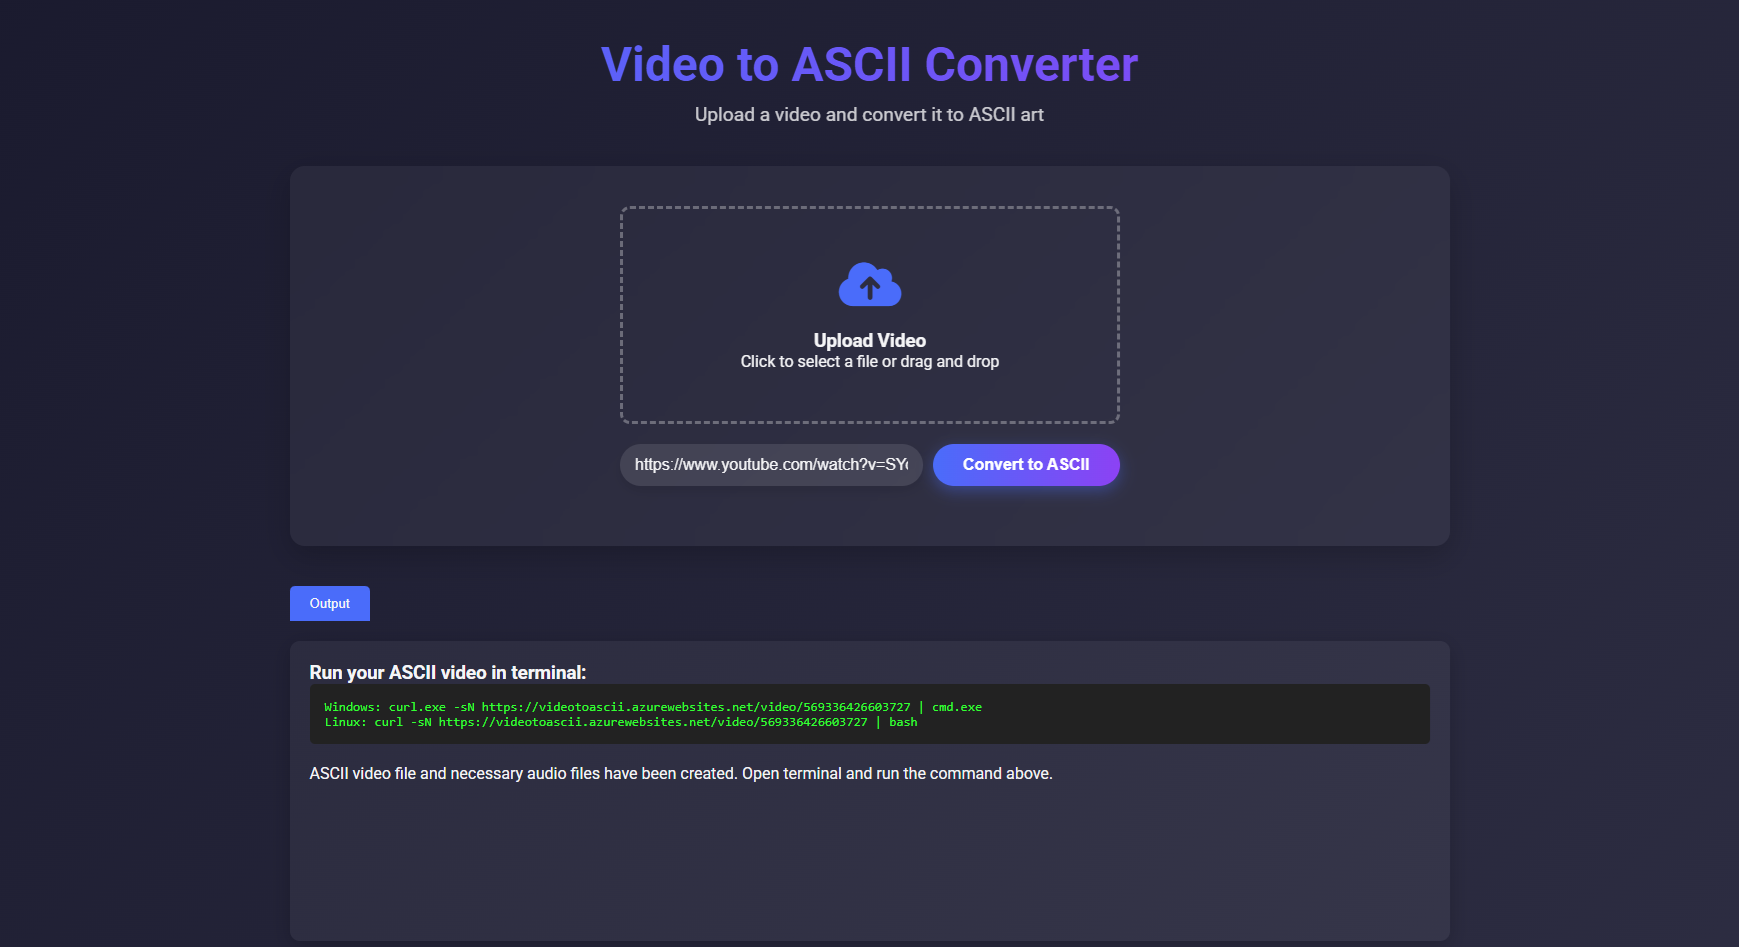 Video to ASCII Converter
Upload a video and convert it to ASCII art
Upload Video
Click to select a file or drag and drop
https://www.youtube.com/watch?v=SY
Convert to ASCII
Output
Run your ASCII video in terminal:
Windows: curl.exe -sN https://videotoascii.azurewebsites.net/video/569336426603727 | cmd.exe
Linux: curl -sN https://videotoascii.azurewebsites.net/video/569336426603727 | bash
ASCII video file and necessary audio files have been created. Open terminal and run the command above.